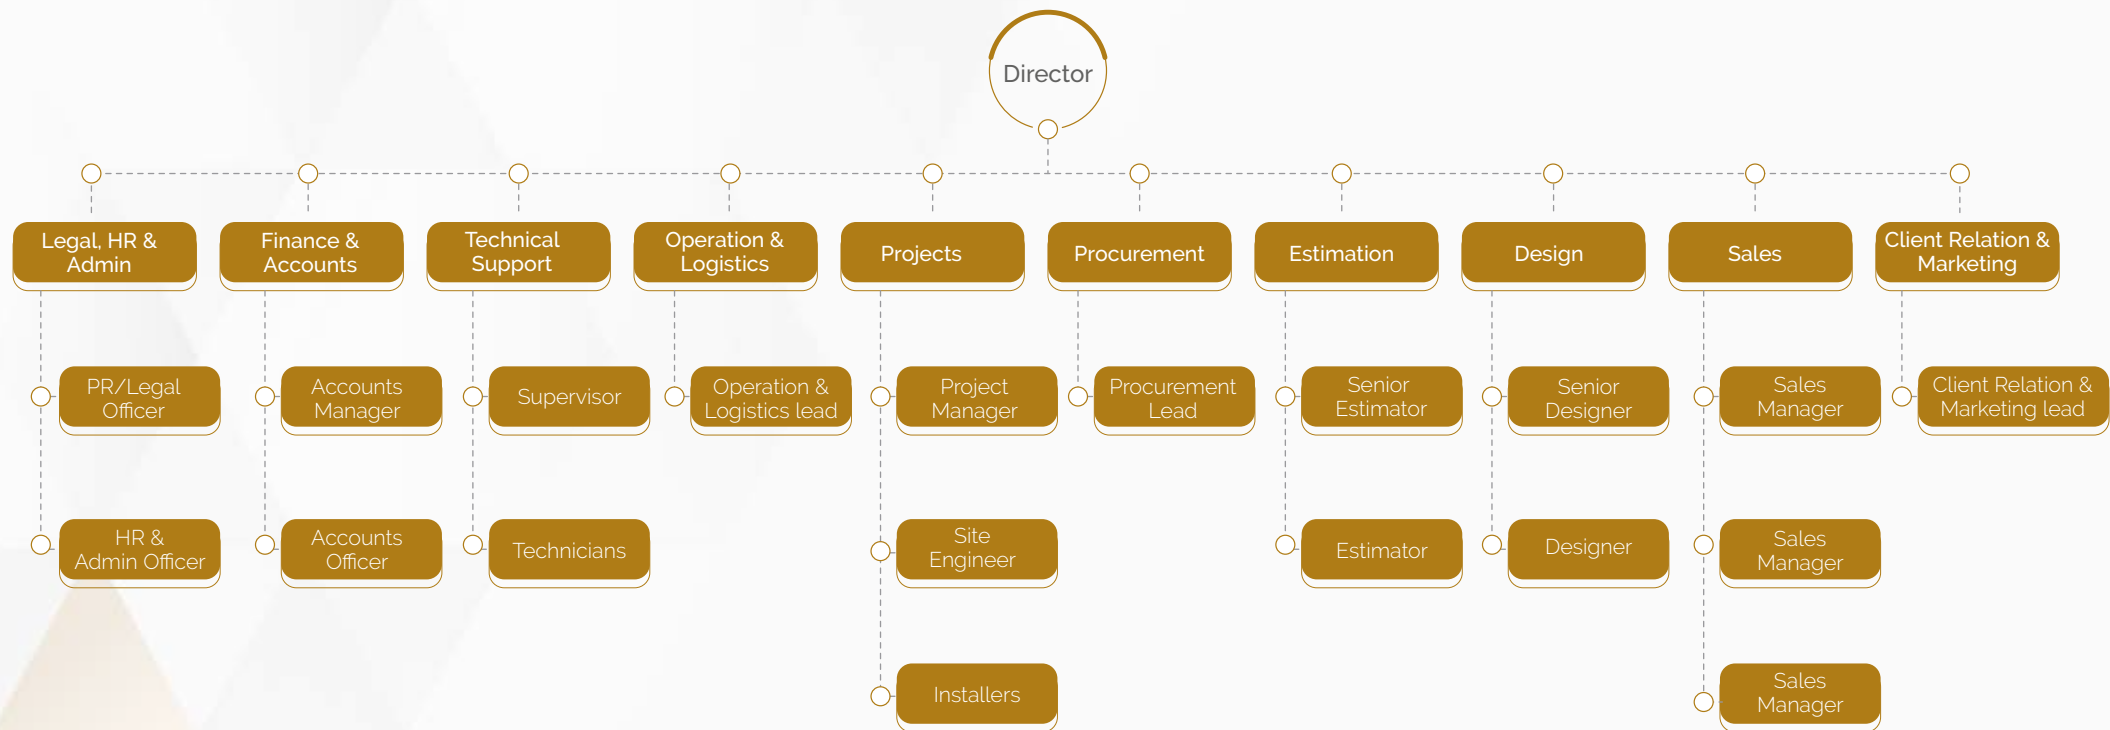 Director
Legal, HR &
Admin
Finance &
Accounts
Technical
Support
Operation &
Logistics
Projects
Procurement
Estimation
Design
Sales
Client Relation &
Marketing
PR/Legal
Officer
Accounts
Manager
Supervisor
Operation &
Logistics lead
Project
Manager
Procurement
Lead
Senior
Estimator
Senior
Designer
Sales
Manager
Client Relation &
Marketing lead
HR &
Admin Officer
Accounts
Officer
Technicians
Site
Engineer
Estimator
Designer
Sales
Manager
Installers
Sales
Manager